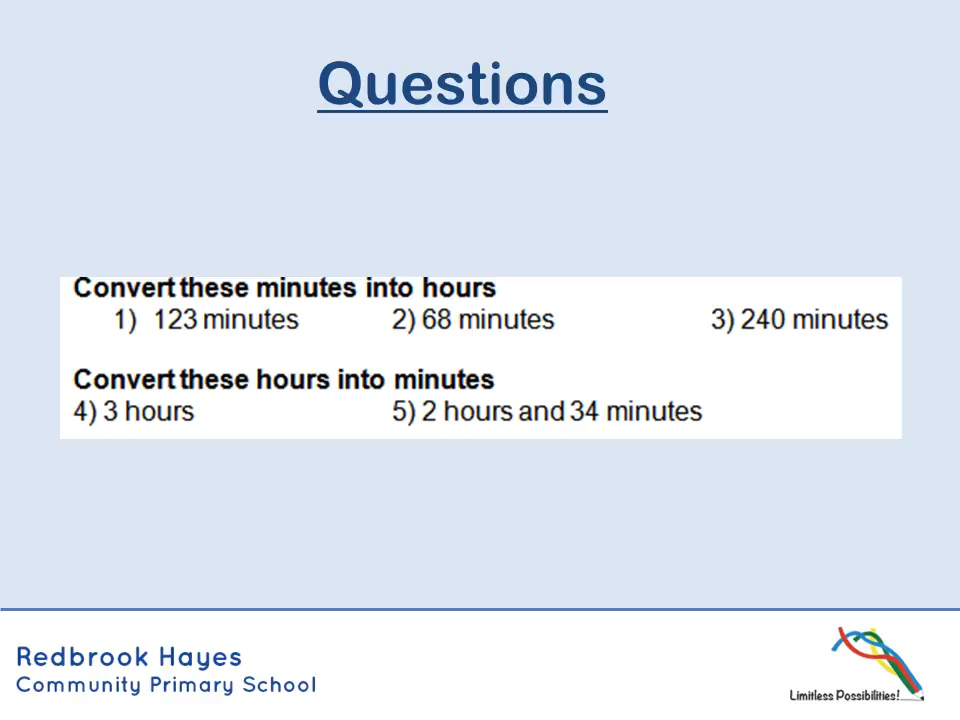 Questions
Convert these minutes into hours
1) 123 minutes 2) 68 minutes 3) 240 minutes
Convert these hours into minutes
4) 3 hours 5) 2 hours and 34 minutes
Redbrook Hayes
Community Primary School
Limitless Possibilities!